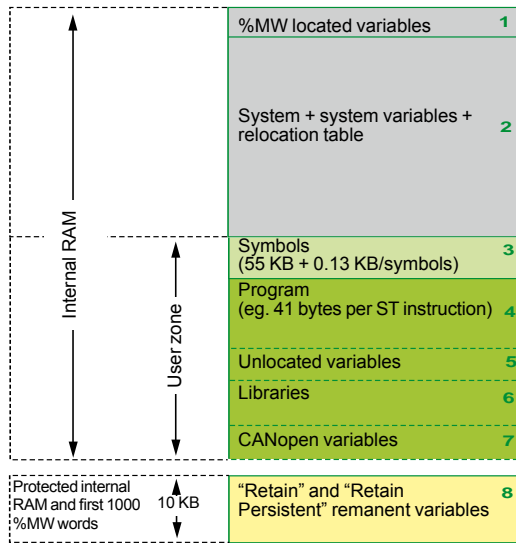 %MW located variables 1
System + system variables +
relocation table 2
Internal RAM
User zone
Symbols 3
(55 KB + 0.13 KB/symbols)
Program
(eg. 41 bytes per ST instruction) 4
Unlocated variables 5
Libraries 6
CANopen variables 7
Protected internal
RAM and first 1000
%MW words
10 KB
“Retain” and “Retain 8
Persistent” remanent variables